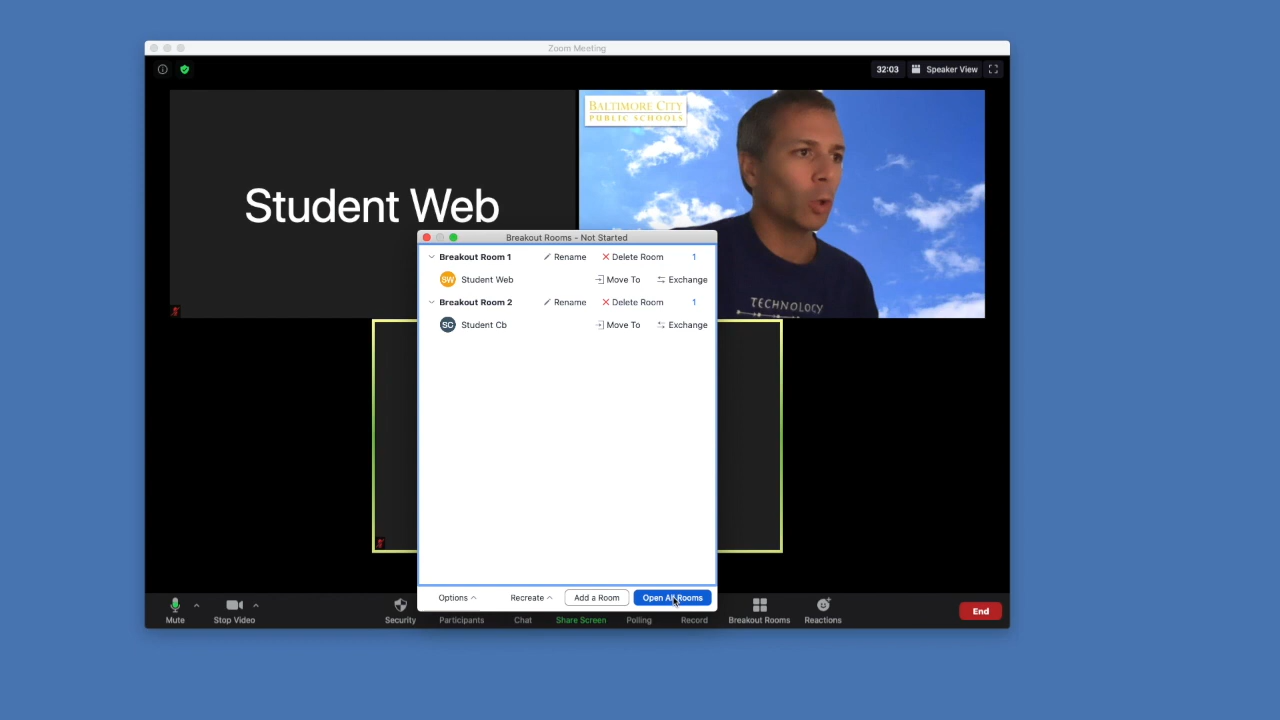 Zoom Meeting
32:03 Speaker View
BALTIMORE CITY
PUBLIC SCHOOLS
Student Web
TECHNOLOGY
Breakout Rooms - Not Started
Breakout Room 1 Rename Delete Room 1
SW Student Web Move To Exchange
Breakout Room 2 Rename Delete Room 1
SC Student Cb Move To Exchange
Options Recreate Add a Room Open All Rooms
Mute Stop Video Security Participants Chat Share Screen Polling Record Breakout Rooms Reactions End